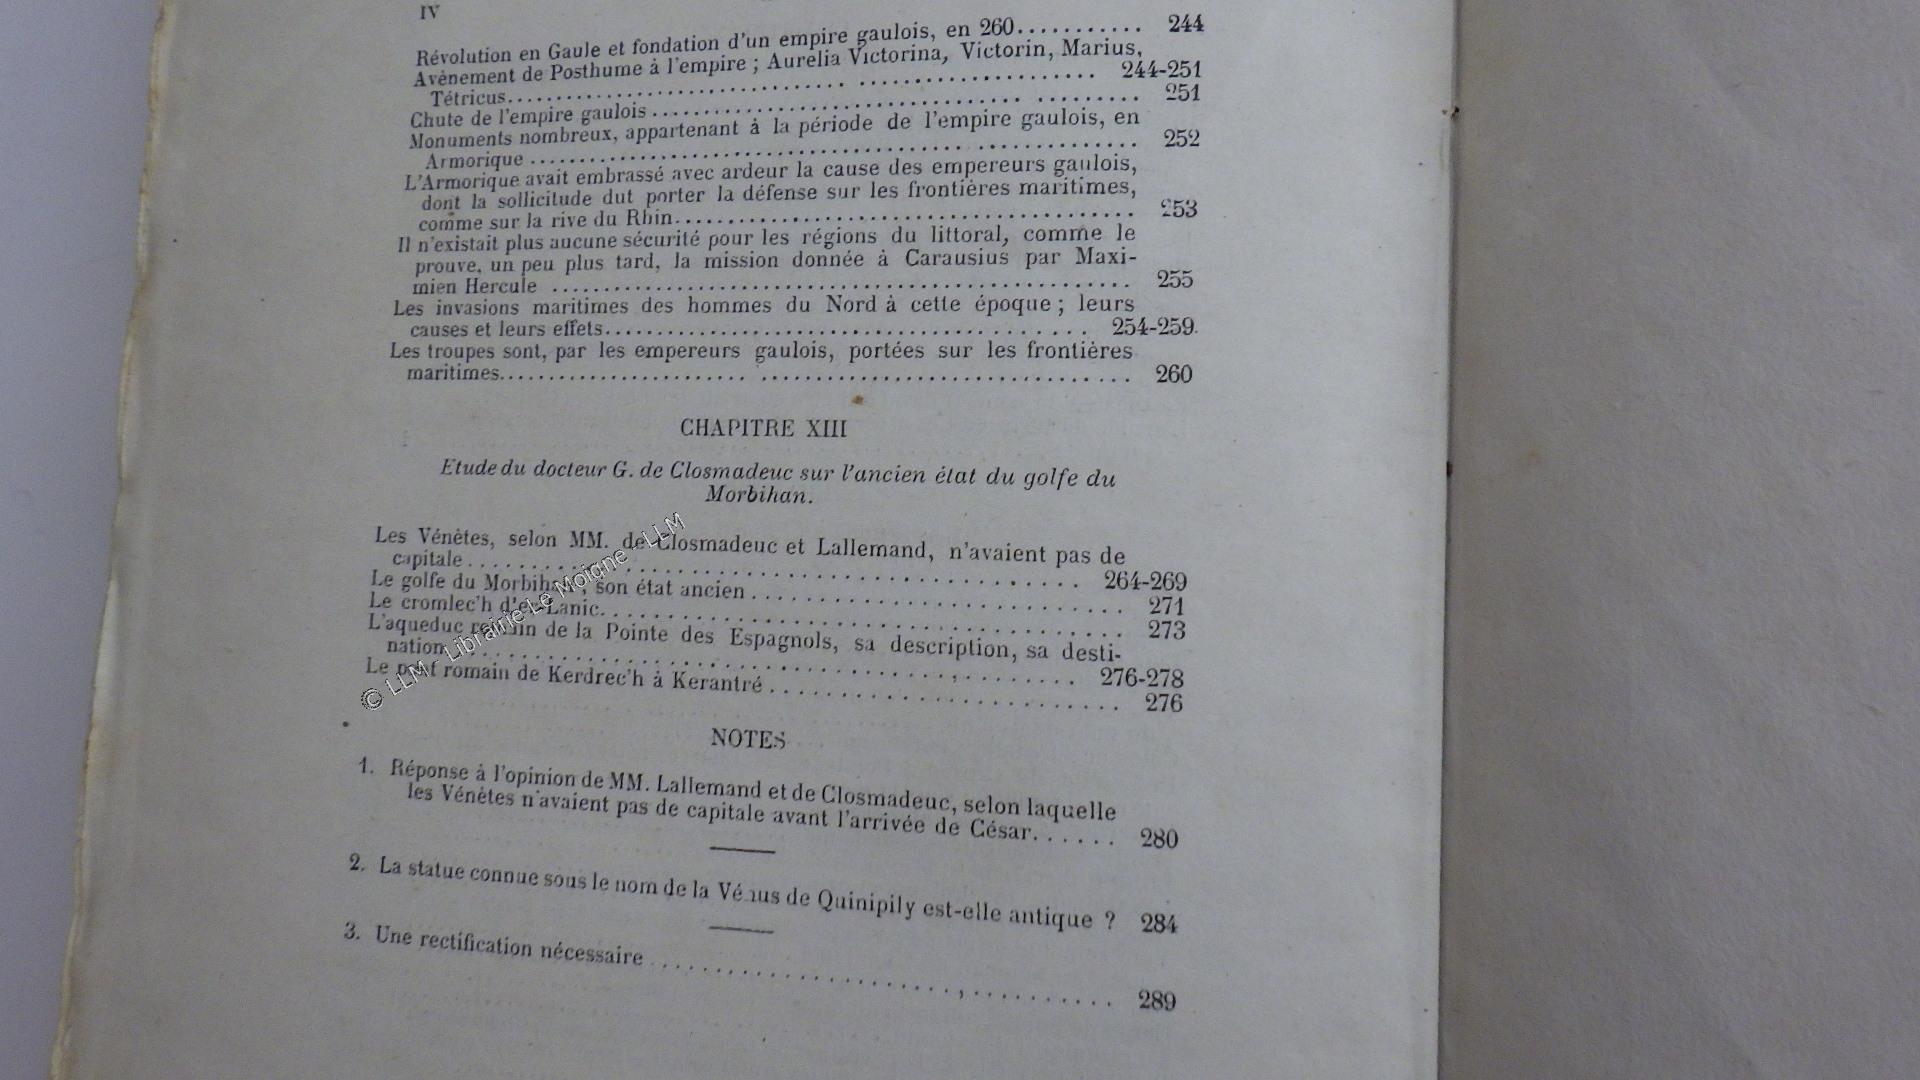 IV
Révolution en Gaule et fondation d'un empire gaulois, en 260........... 244
Avènement de Posthume à l'empire ; Aurélia Victorina, Victorin, Marius,
Tétricus.................................................... 244-251
Chute de l'empire gaulois............................................ 251
Monuments nombreux, appartenant à la période de l'empire gaulois, en
Armorique .................................................... 252
L'Armorique avait embrassé avec ardeur la cause des empereurs gaulois,
dont la sollicitude dut porter la défense sur les frontières maritimes,
comme sur la rive du Rhin........................................ 253
Il n'existait plus aucune sécurité pour les régions du littoral, comme le
prouve, un peu plus tard, la mission donnée à Carausius par Maxi-
mien Hercule .................................................... 255
Les invasions maritimes des hommes du Nord à cette époque ; leurs
causes et leurs effets........................................ 254-259
Les troupes sont, par les empereurs gaulois, portées sur les frontières
maritimes........................................................ 260
CHAPITRE XIII
Etude du docteur G. de Closmadeuc sur l'ancien état du golfe du
Morbihan.
Les Vénètes, selon MM. de Closmadeuc et Lallemand, n'avaient pas de
capitale.................................................... 264-269
Le golfe du Morbihan, son état ancien................................ 271
Le cromlec'h d'er Lanic.............................................. 273
L'aqueduc romain de la Pointe des Espagnols, sa description, sa desti-
nation.................................................... 276-278
Le pont romain de Kerdrec'h à Kerantré............................ 276
NOTES
1. Réponse à l'opinion de MM. Lallemand et de Closmadeuc, selon laquelle
les Vénètes n'avaient pas de capitale avant l'arrivée de César...... 280
2. La statue connue sous le nom de la Vénus de Quinipily est-elle antique ? 284
3. Une rectification nécessaire.................................... 289
© LLM - Librairie Le Moigne - LLM